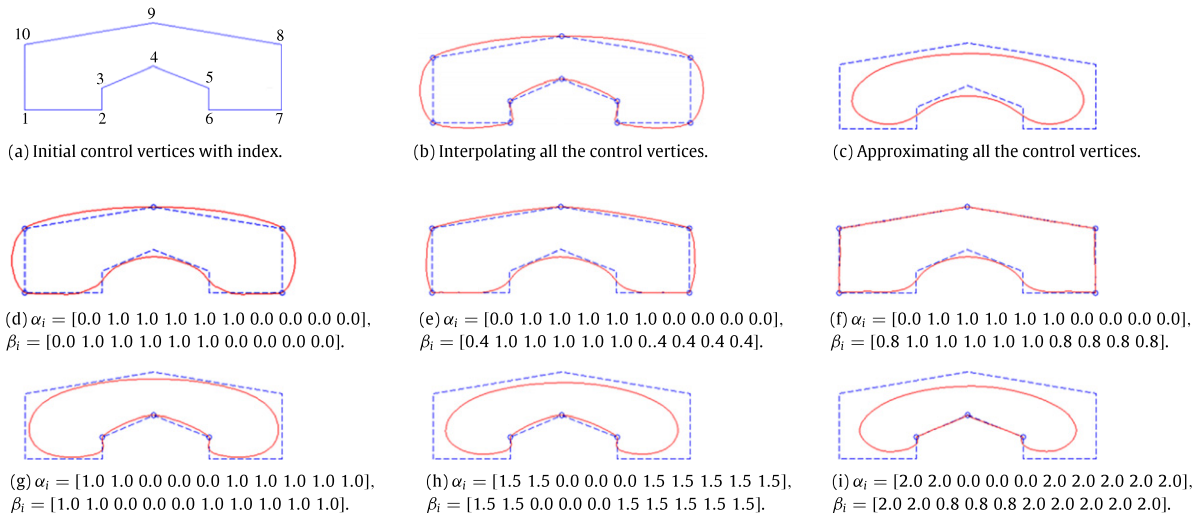 9
10
8
4
3
5
1
2
6
7
(a) Initial control vertices with index.
(b) Interpolating all the control vertices.
(c) Approximating all the control vertices.
(d) αi = [0.0 1.0 1.0 1.0 1.0 1.0 0.0 0.0 0.0 0.0],
βi = [0.0 1.0 1.0 1.0 1.0 1.0 0.0 0.0 0.0 0.0].
(e) αi = [0.0 1.0 1.0 1.0 1.0 1.0 0.0 0.0 0.0 0.0],
βi = [0.4 1.0 1.0 1.0 1.0 1.0 0..4 0.4 0.4 0.4].
(f) αi = [0.0 1.0 1.0 1.0 1.0 1.0 0.0 0.0 0.0 0.0],
βi = [0.8 1.0 1.0 1.0 1.0 1.0 0.8 0.8 0.8 0.8].
(g) αi = [1.0 1.0 0.0 0.0 0.0 1.0 1.0 1.0 1.0 1.0],
βi = [1.0 1.0 0.0 0.0 0.0 1.0 1.0 1.0 1.0 1.0].
(h) αi = [1.5 1.5 0.0 0.0 0.0 1.5 1.5 1.5 1.5 1.5],
βi = [1.5 1.5 0.0 0.0 0.0 1.5 1.5 1.5 1.5 1.5].
(i) αi = [2.0 2.0 0.0 0.0 0.0 2.0 2.0 2.0 2.0 2.0],
βi = [2.0 2.0 0.8 0.8 0.8 2.0 2.0 2.0 2.0 2.0].